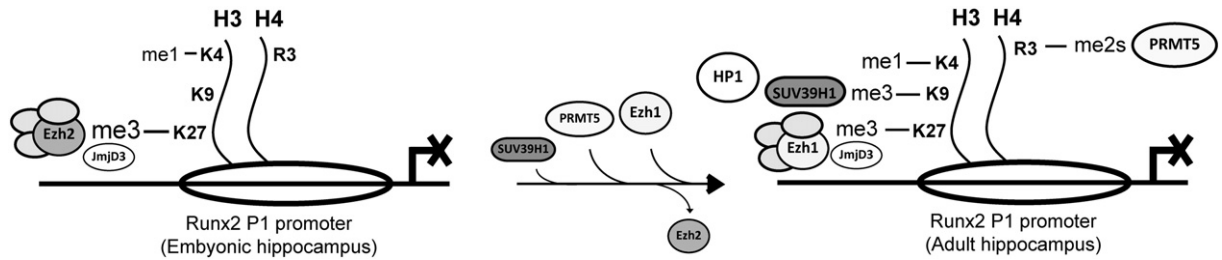 H3 H4
me1 K4 R3
K9
Ezh2 me3 K27
JmjD3
Runx2 P1 promoter
(Embyonic hippocampus)
SUV39H1
PRMT5
Ezh1
Ezh2
H3 H4
R3 me2s PRMT5
me1 K4
HP1
SUV39H1 me3 K9
me3 K27
Ezh1 JmjD3
Runx2 P1 promoter
(Adult hippocampus)